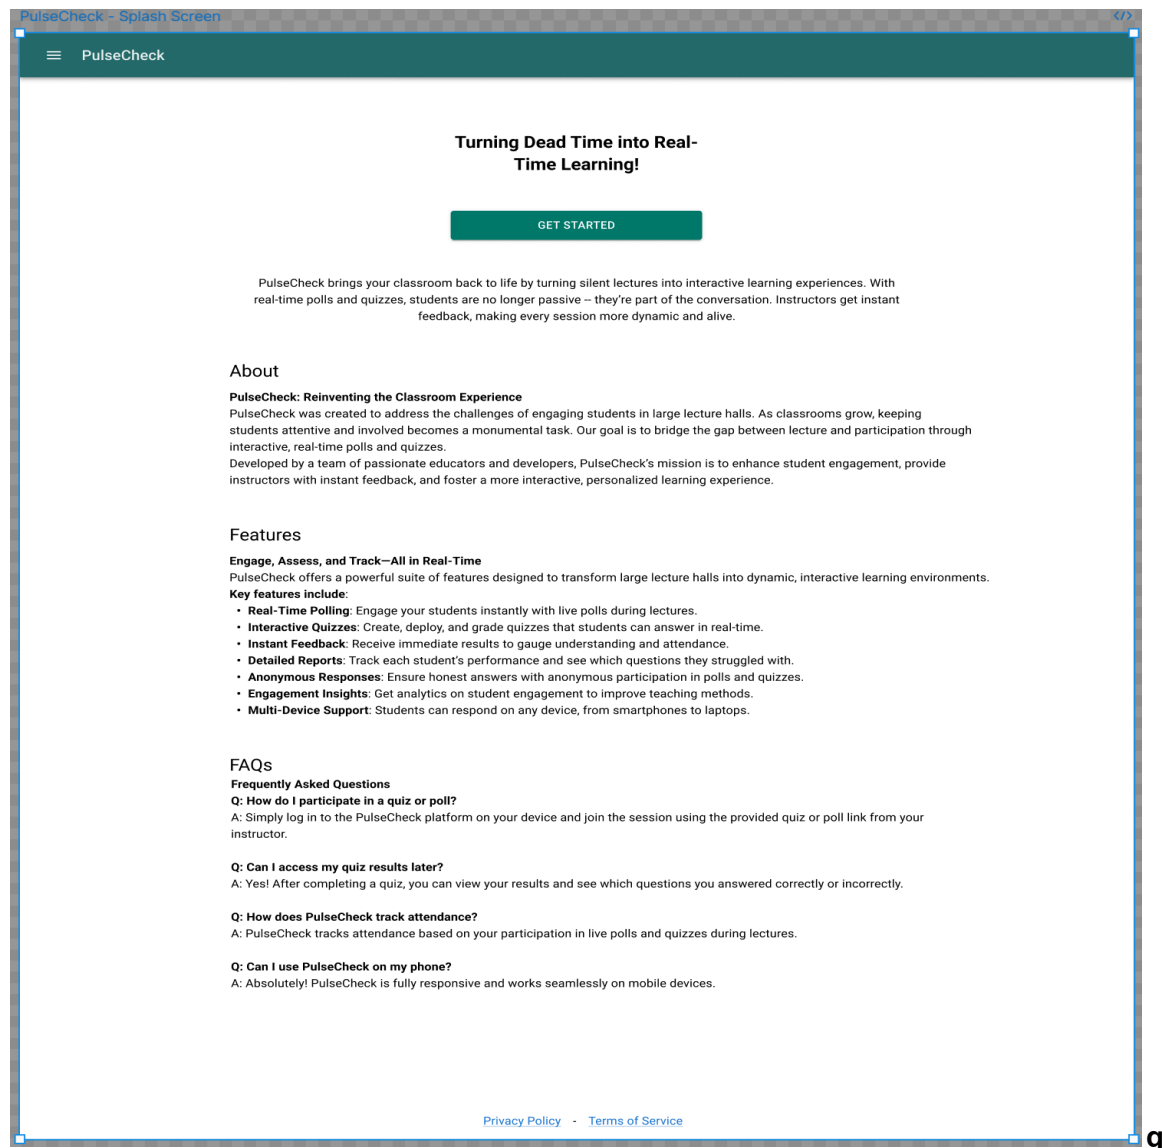 PulseCheck - Splash Screen
</>
PulseCheck
Turning Dead Time into Real-
Time Learning!
GET STARTED
PulseCheck brings your classroom back to life by turning silent lectures into interactive learning experiences. With
real-time polls and quizzes, students are no longer passive – they're part of the conversation. Instructors get instant
feedback, making every session more dynamic and alive.
About
PulseCheck: Reinventing the Classroom Experience
PulseCheck was created to address the challenges of engaging students in large lecture halls. As classrooms grow, keeping
students attentive and involved becomes a monumental task. Our goal is to bridge the gap between lecture and participation through
interactive, real-time polls and quizzes.
Developed by a team of passionate educators and developers, PulseCheck's mission is to enhance student engagement, provide
instructors with instant feedback, and foster a more interactive, personalized learning experience.
Features
Engage, Assess, and Track—All in Real-Time
PulseCheck offers a powerful suite of features designed to transform large lecture halls into dynamic, interactive learning environments.
Key features include:
• Real-Time Polling: Engage your students instantly with live polls during lectures.
• Interactive Quizzes: Create, deploy, and grade quizzes that students can answer in real-time.
• Instant Feedback: Receive immediate results to gauge understanding and attendance.
• Detailed Reports: Track each student's performance and see which questions they struggled with.
• Anonymous Responses: Ensure honest answers with anonymous participation in polls and quizzes.
• Engagement Insights: Get analytics on student engagement to improve teaching methods.
• Multi-Device Support: Students can respond on any device, from smartphones to laptops.
FAQs
Frequently Asked Questions
Q: How do I participate in a quiz or poll?
A: Simply log in to the PulseCheck platform on your device and join the session using the provided quiz or poll link from your
instructor.
Q: Can I access my quiz results later?
A: Yes! After completing a quiz, you can view your results and see which questions you answered correctly or incorrectly.
Q: How does PulseCheck track attendance?
A: PulseCheck tracks attendance based on your participation in live polls and quizzes during lectures.
Q: Can I use PulseCheck on my phone?
A: Absolutely! PulseCheck is fully responsive and works seamlessly on mobile devices.
Privacy Policy - Terms of Service